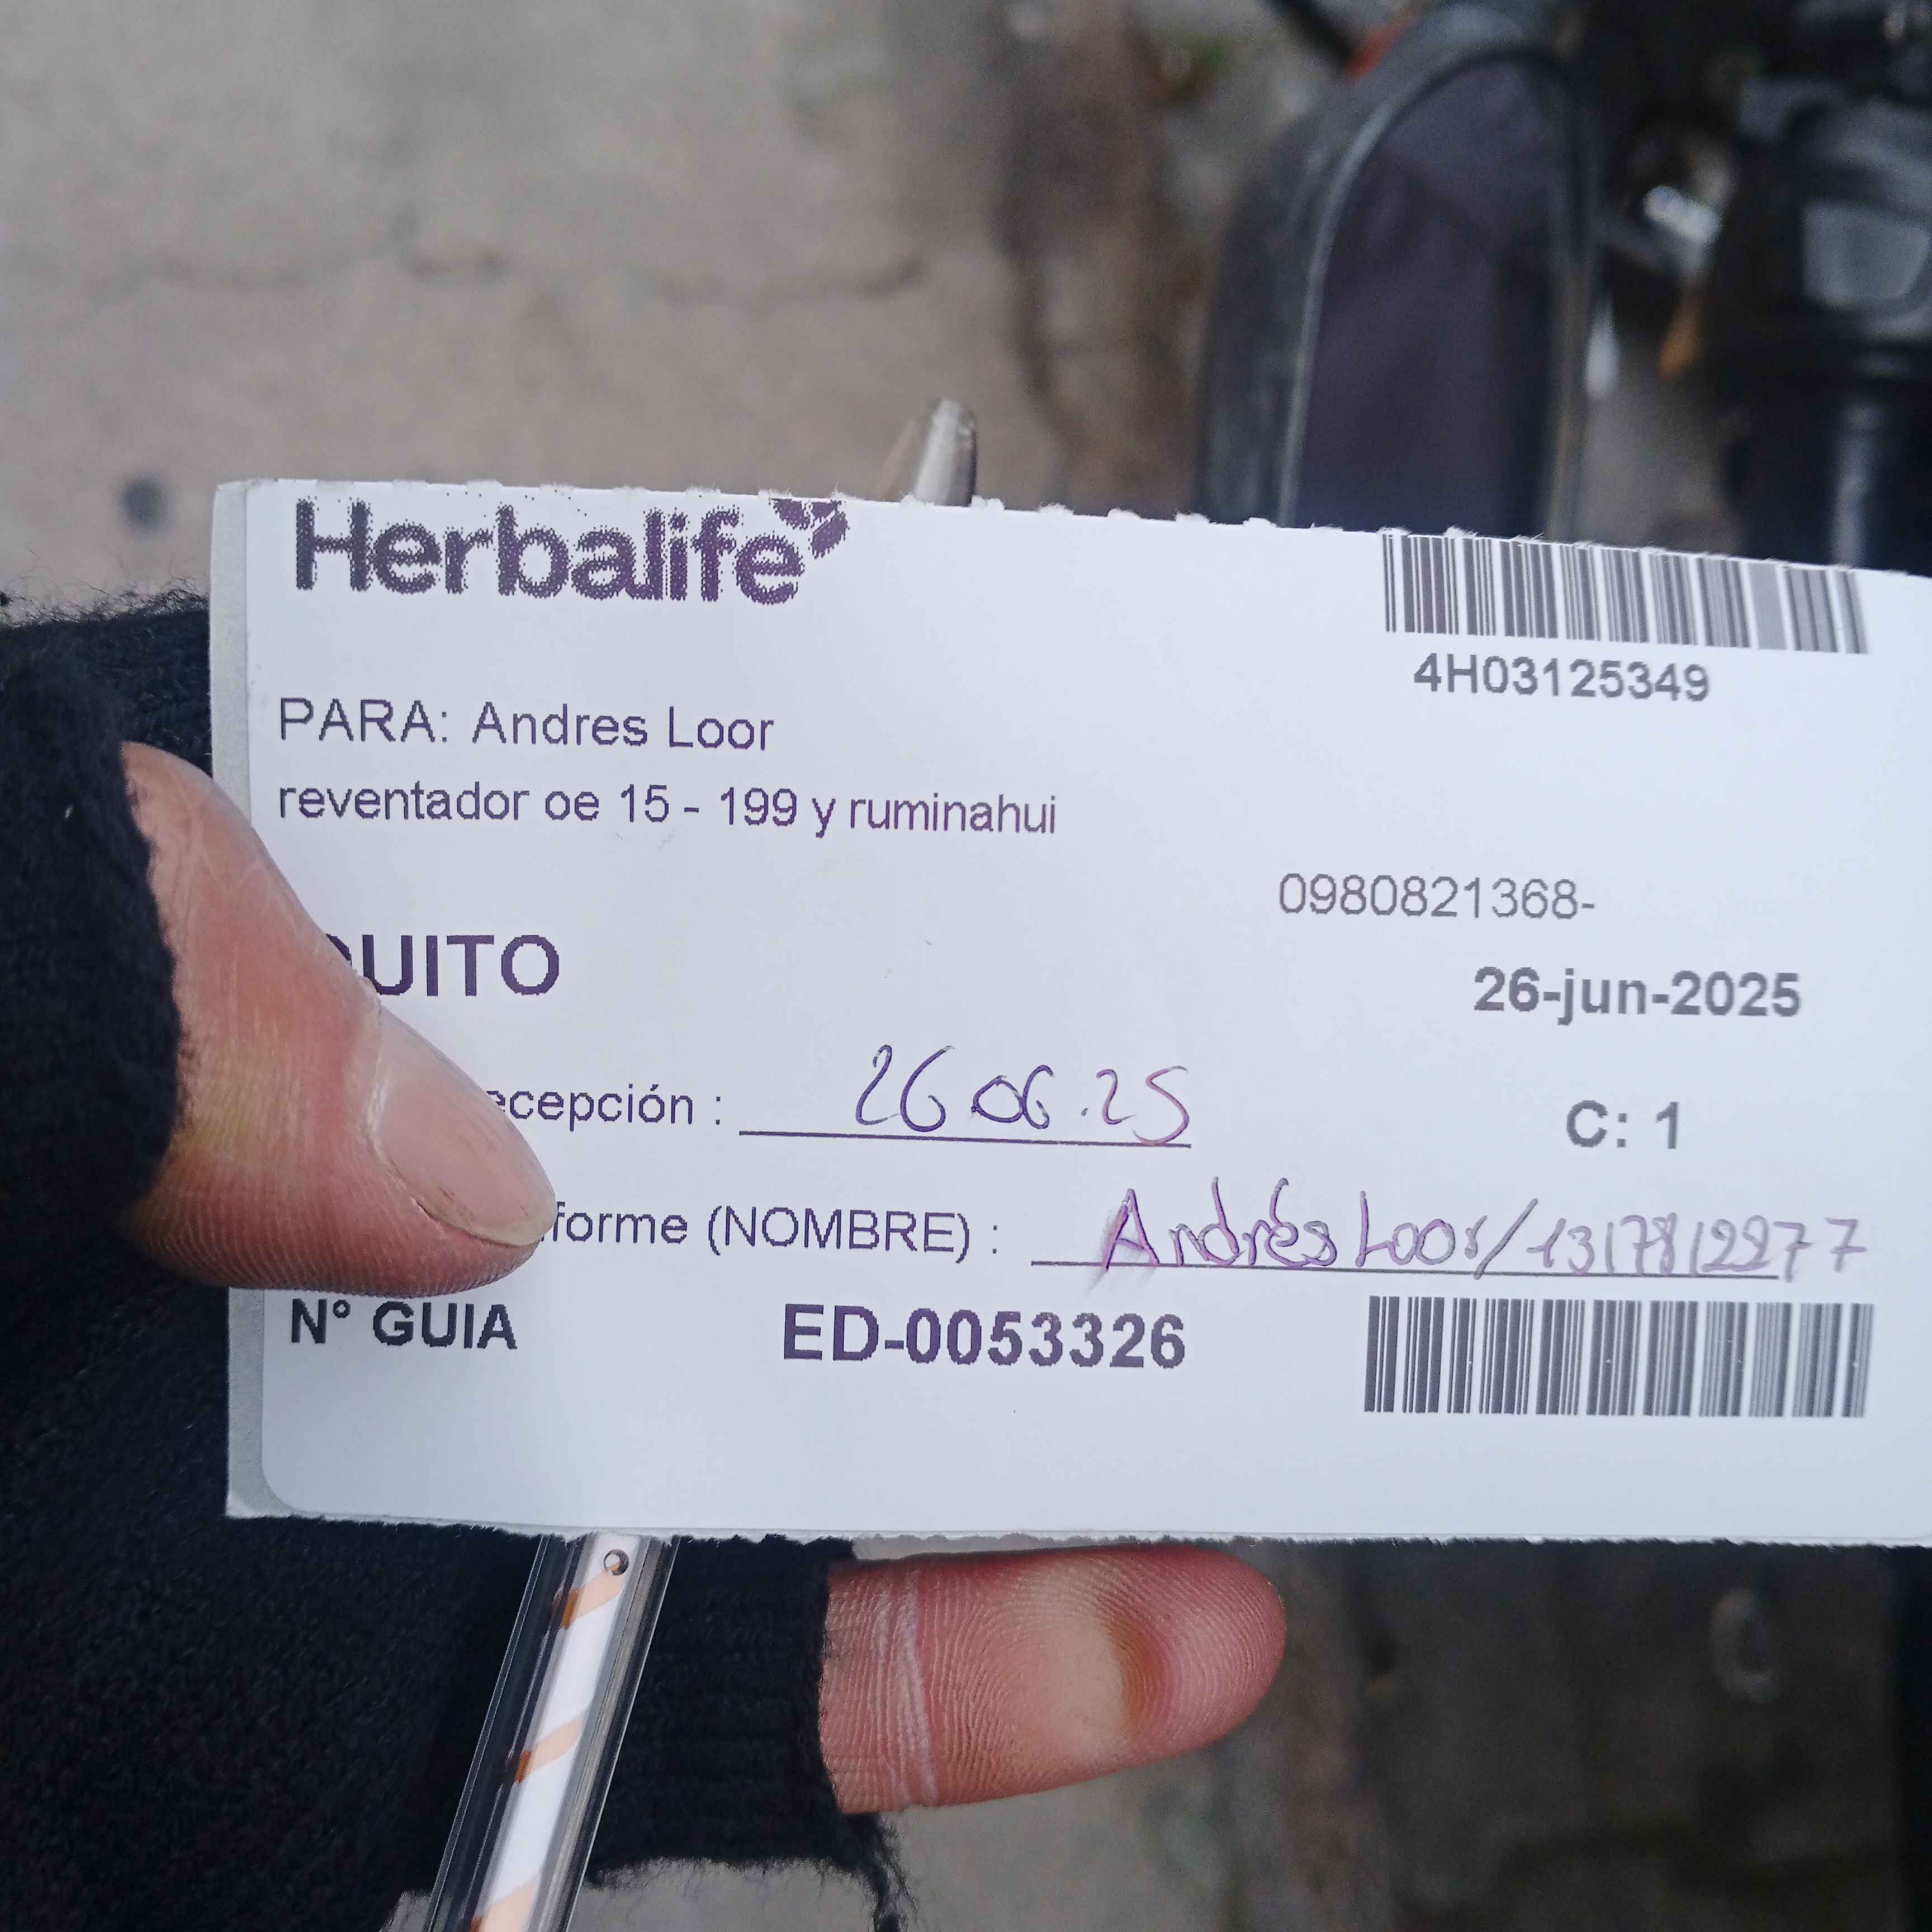 Herbalife
4H03125349
PARA: Andres Loor
reventador oe 15 - 199 y ruminahui
0980821368-
UITO
26-jun-2025
ecepción : 26 06.25
C: 1
forme (NOMBRE) : Andrés Loor/1317812277
N° GUIA ED-0053326